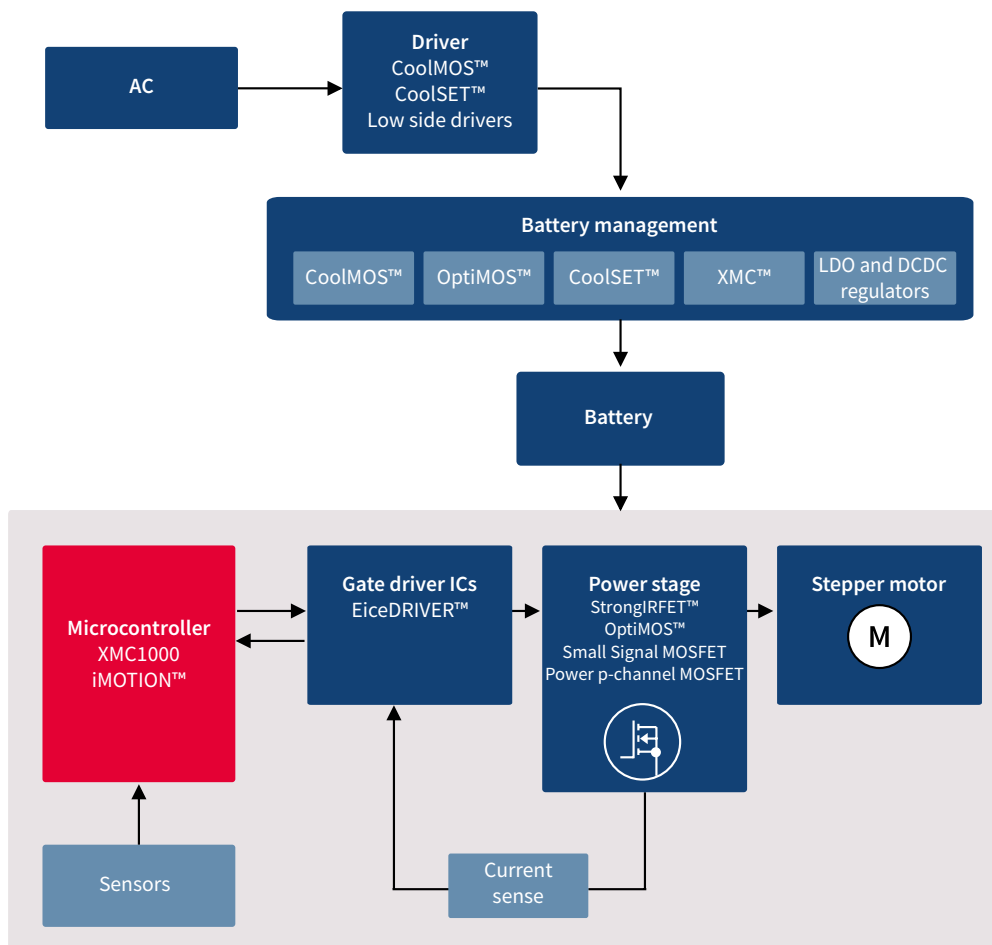 AC
Driver
CoolMOS™
CoolSET™
Low side drivers
Battery management
CoolMOS™
OptiMOS™
CoolSET™
XMC™
LDO and DCDC
regulators
Battery
Microcontroller
XMC1000
iMOTION™
Gate driver ICs
EiceDRIVER™
Power stage
StrongIRFET™
OptiMOS™
Small Signal MOSFET
Power p-channel MOSFET
Stepper motor
M
Sensors
Current
sense